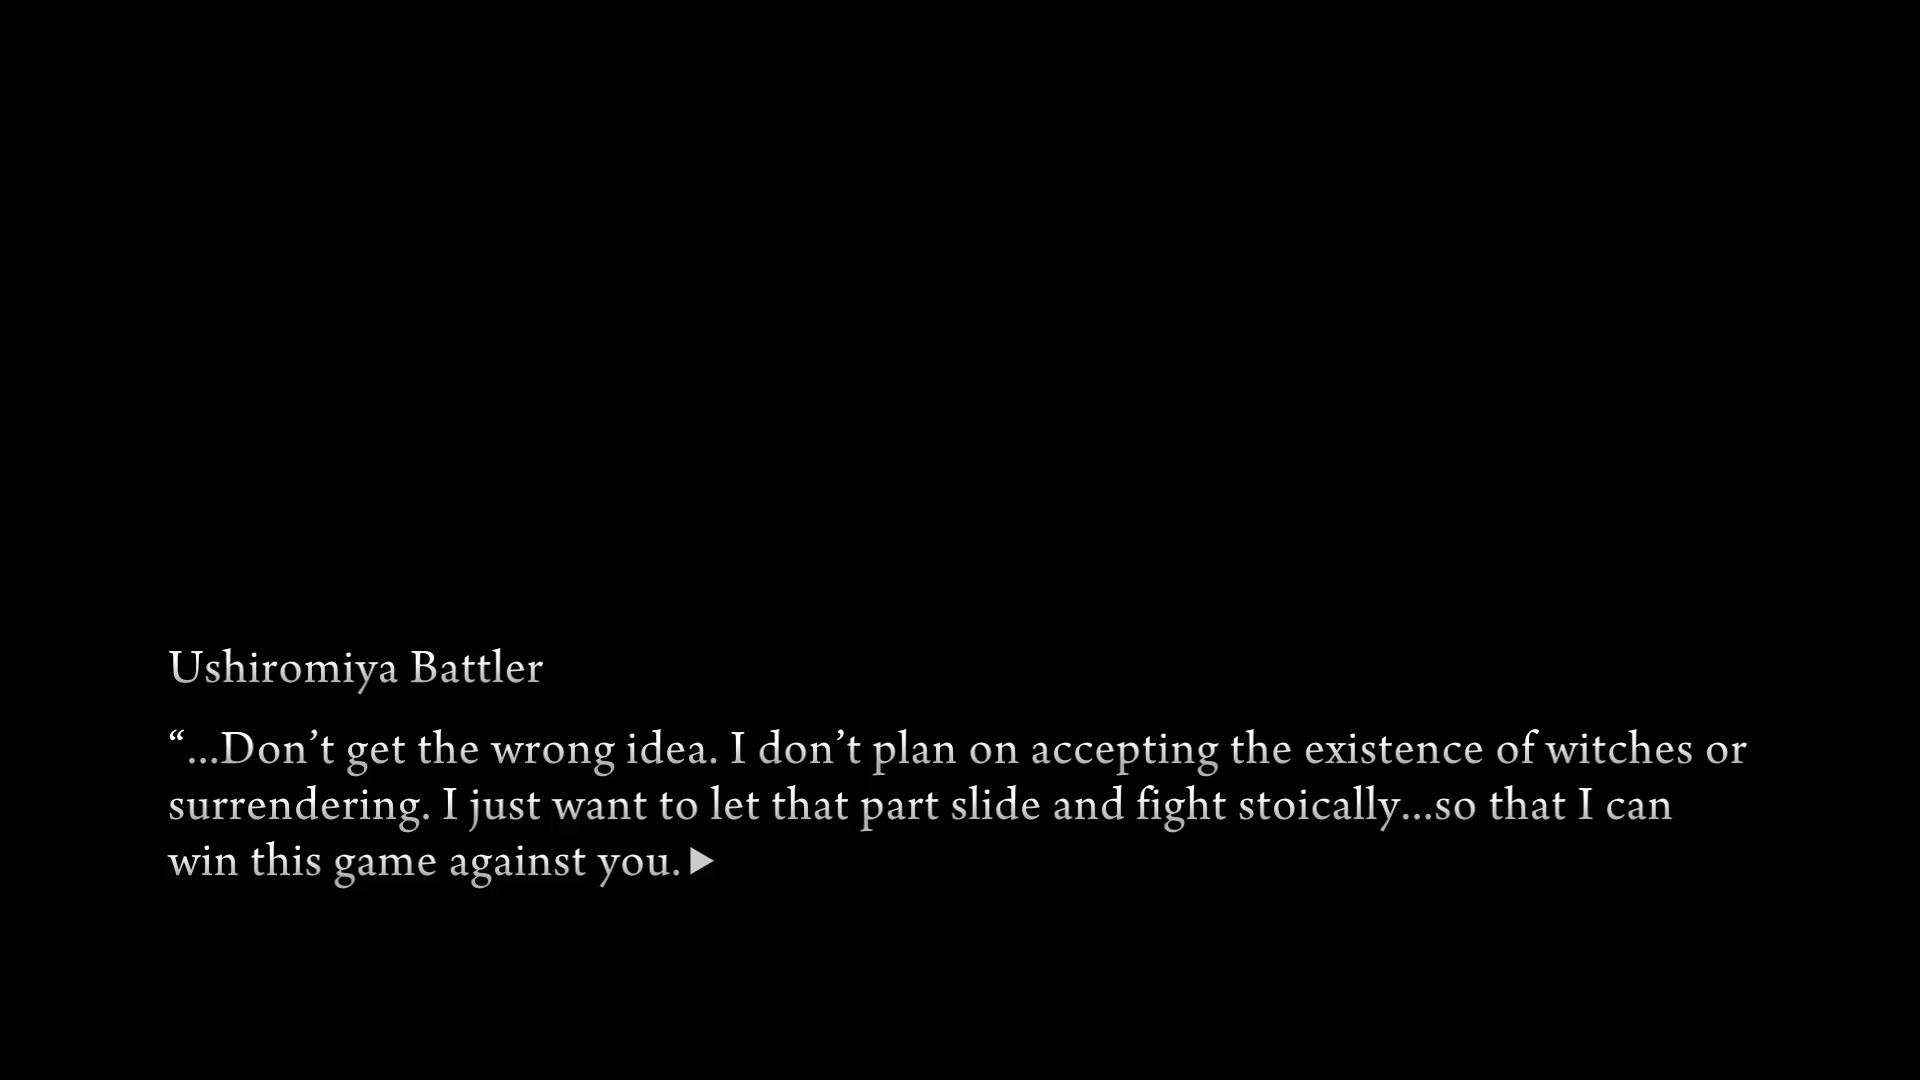 Ushiromiya Battler
“...Don’t get the wrong idea. I don’t plan on accepting the existence of witches or
surrendering. I just want to let that part slide and fight stoically...so that I can
win this game against you.